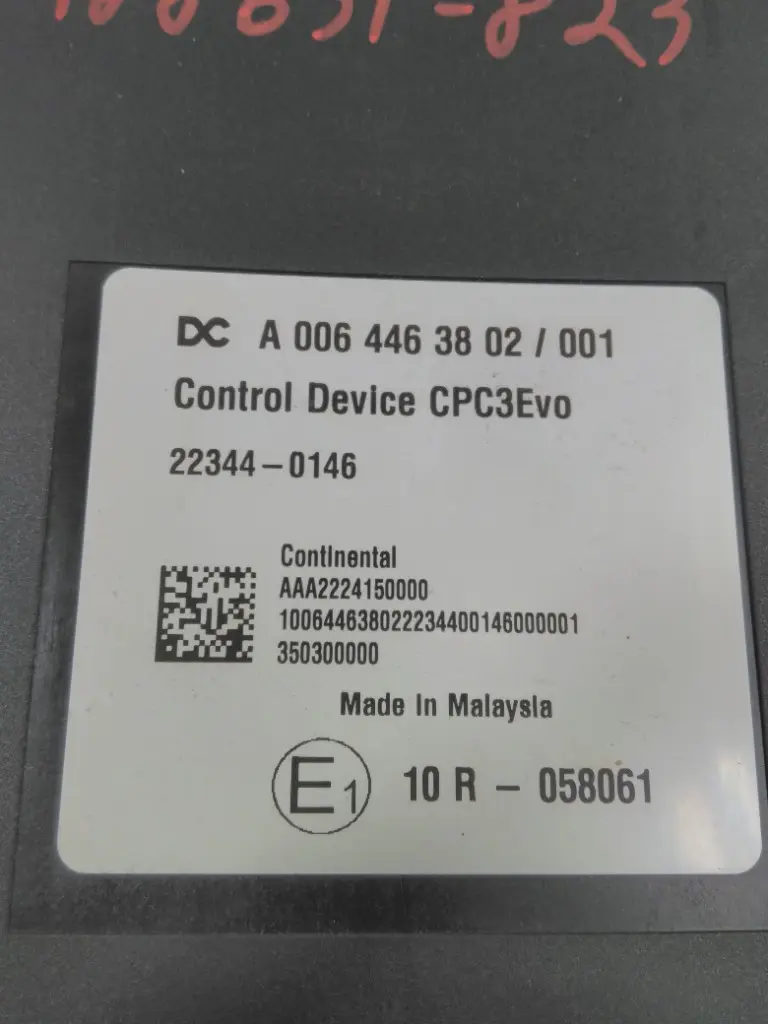 DC A 006 446 38 02 / 001
Control Device CPC3Evo
22344-0146
Continental
AAA2224150000
100644638022234400146000001
350300000
Made In Malaysia
E1 10 R - 058061